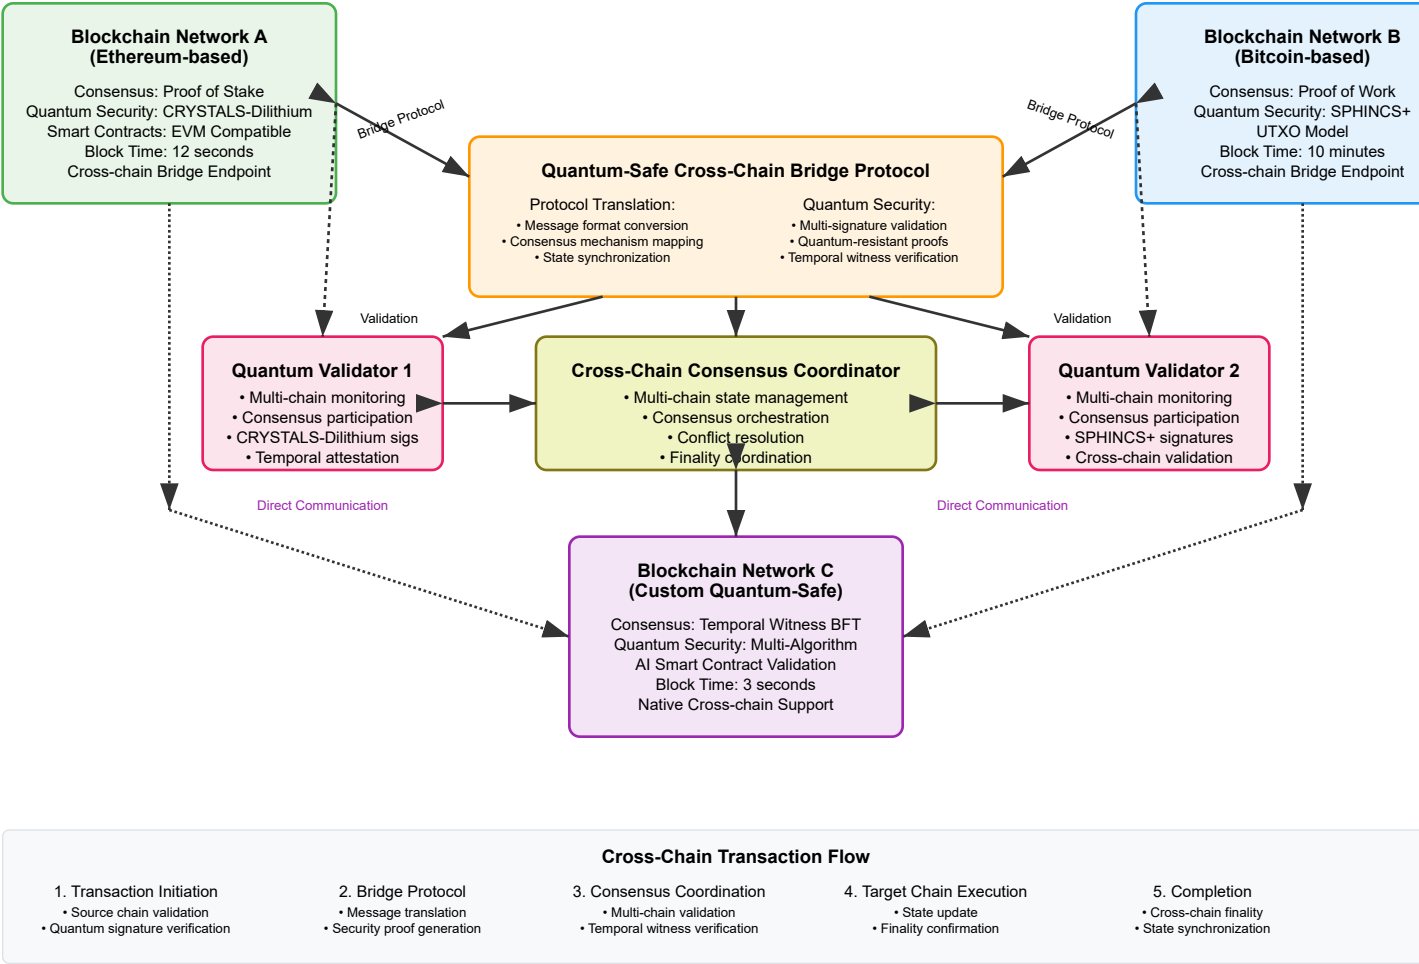 Blockchain Network A
(Ethereum-based)
Consensus: Proof of Stake
Quantum Security: CRYSTALS-Dilithium
Smart Contracts: EVM Compatible
Block Time: 12 seconds
Cross-chain Bridge Endpoint
Bridge Protocol
Bridge Protocol
Blockchain Network B
(Bitcoin-based)
Consensus: Proof of Work
Quantum Security: SPHINCS+
UTXO Model
Block Time: 10 minutes
Cross-chain Bridge Endpoint
Quantum-Safe Cross-Chain Bridge Protocol
Protocol Translation:
• Message format conversion
• Consensus mechanism mapping
• State synchronization
Quantum Security:
• Multi-signature validation
• Quantum-resistant proofs
• Temporal witness verification
Validation
Validation
Quantum Validator 1
• Multi-chain monitoring
• Consensus participation
• CRYSTALS-Dilithium sigs
• Temporal attestation
Cross-Chain Consensus Coordinator
• Multi-chain state management
• Consensus orchestration
• Conflict resolution
• Finality coordination
Quantum Validator 2
• Multi-chain monitoring
• Consensus participation
• SPHINCS+ signatures
• Cross-chain validation
Direct Communication
Direct Communication
Blockchain Network C
(Custom Quantum-Safe)
Consensus: Temporal Witness BFT
Quantum Security: Multi-Algorithm
AI Smart Contract Validation
Block Time: 3 seconds
Native Cross-chain Support
Cross-Chain Transaction Flow
1. Transaction Initiation
• Source chain validation
• Quantum signature verification
2. Bridge Protocol
• Message translation
• Security proof generation
3. Consensus Coordination
• Multi-chain validation
• Temporal witness verification
4. Target Chain Execution
• State update
• Finality confirmation
5. Completion
• Cross-chain finality
• State synchronization